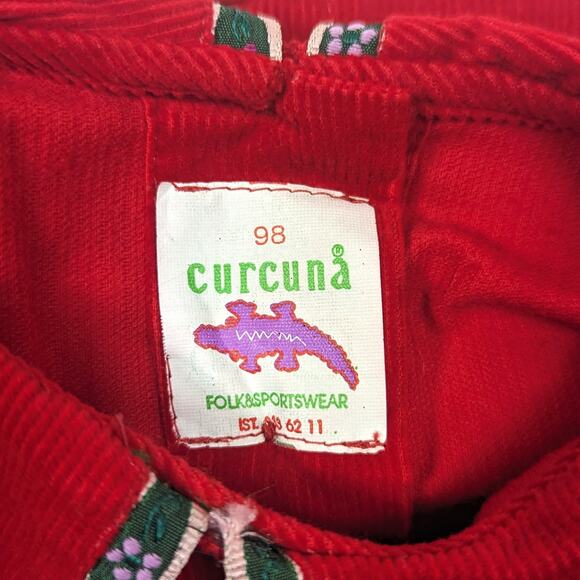 98
curcuna®
FOLK&SPORTSWEAR
IST. 62 11